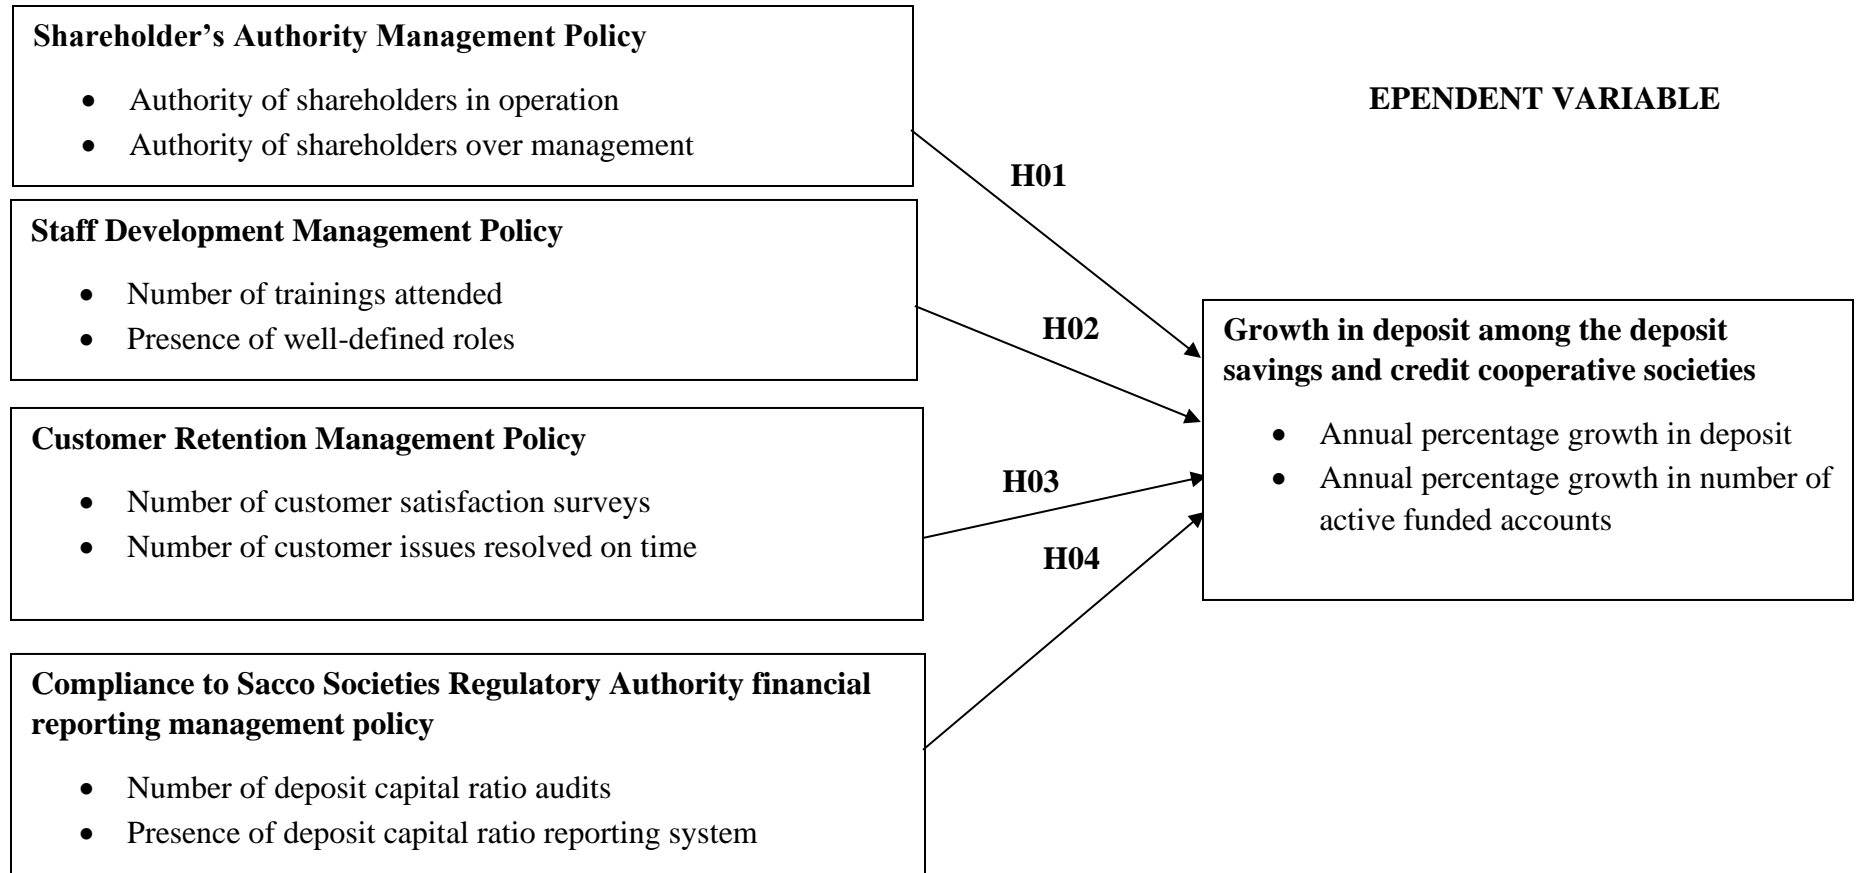 Shareholder’s Authority Management Policy
• Authority of shareholders in operation
• Authority of shareholders over management
EPENDENT VARIABLE
H01
Staff Development Management Policy
• Number of trainings attended
• Presence of well-defined roles
H02
Growth in deposit among the deposit
savings and credit cooperative societies
• Annual percentage growth in deposit
• Annual percentage growth in number of
active funded accounts
Customer Retention Management Policy
• Number of customer satisfaction surveys
• Number of customer issues resolved on time
H03
H04
Compliance to Sacco Societies Regulatory Authority financial
reporting management policy
• Number of deposit capital ratio audits
• Presence of deposit capital ratio reporting system